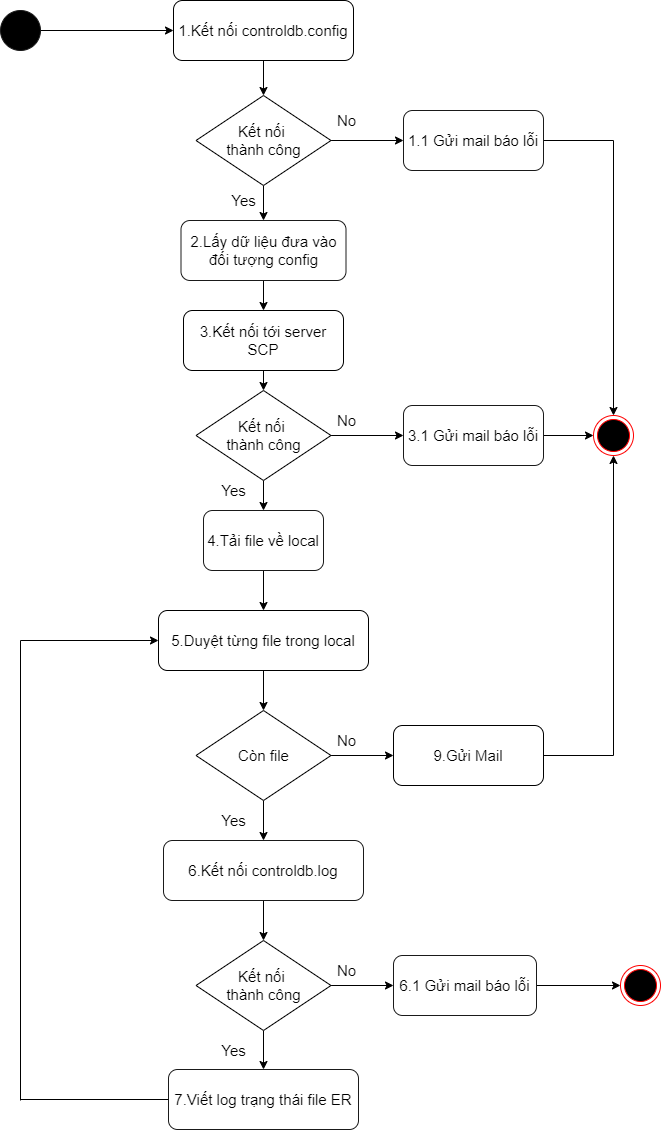 1.Kết nối controldb.config
Kết nối
thành công
No
1.1 Gửi mail báo lỗi
Yes
2.Lấy dữ liệu đưa vào
đối tượng config
3.Kết nối tới server
SCP
Kết nối
thành công
No
3.1 Gửi mail báo lỗi
Yes
4.Tải file về local
5.Duyệt từng file trong local
Còn file
No
9.Gửi Mail
Yes
6.Kết nối controldb.log
Kết nối
thành công
No
6.1 Gửi mail báo lỗi
Yes
7.Viết log trạng thái file ER